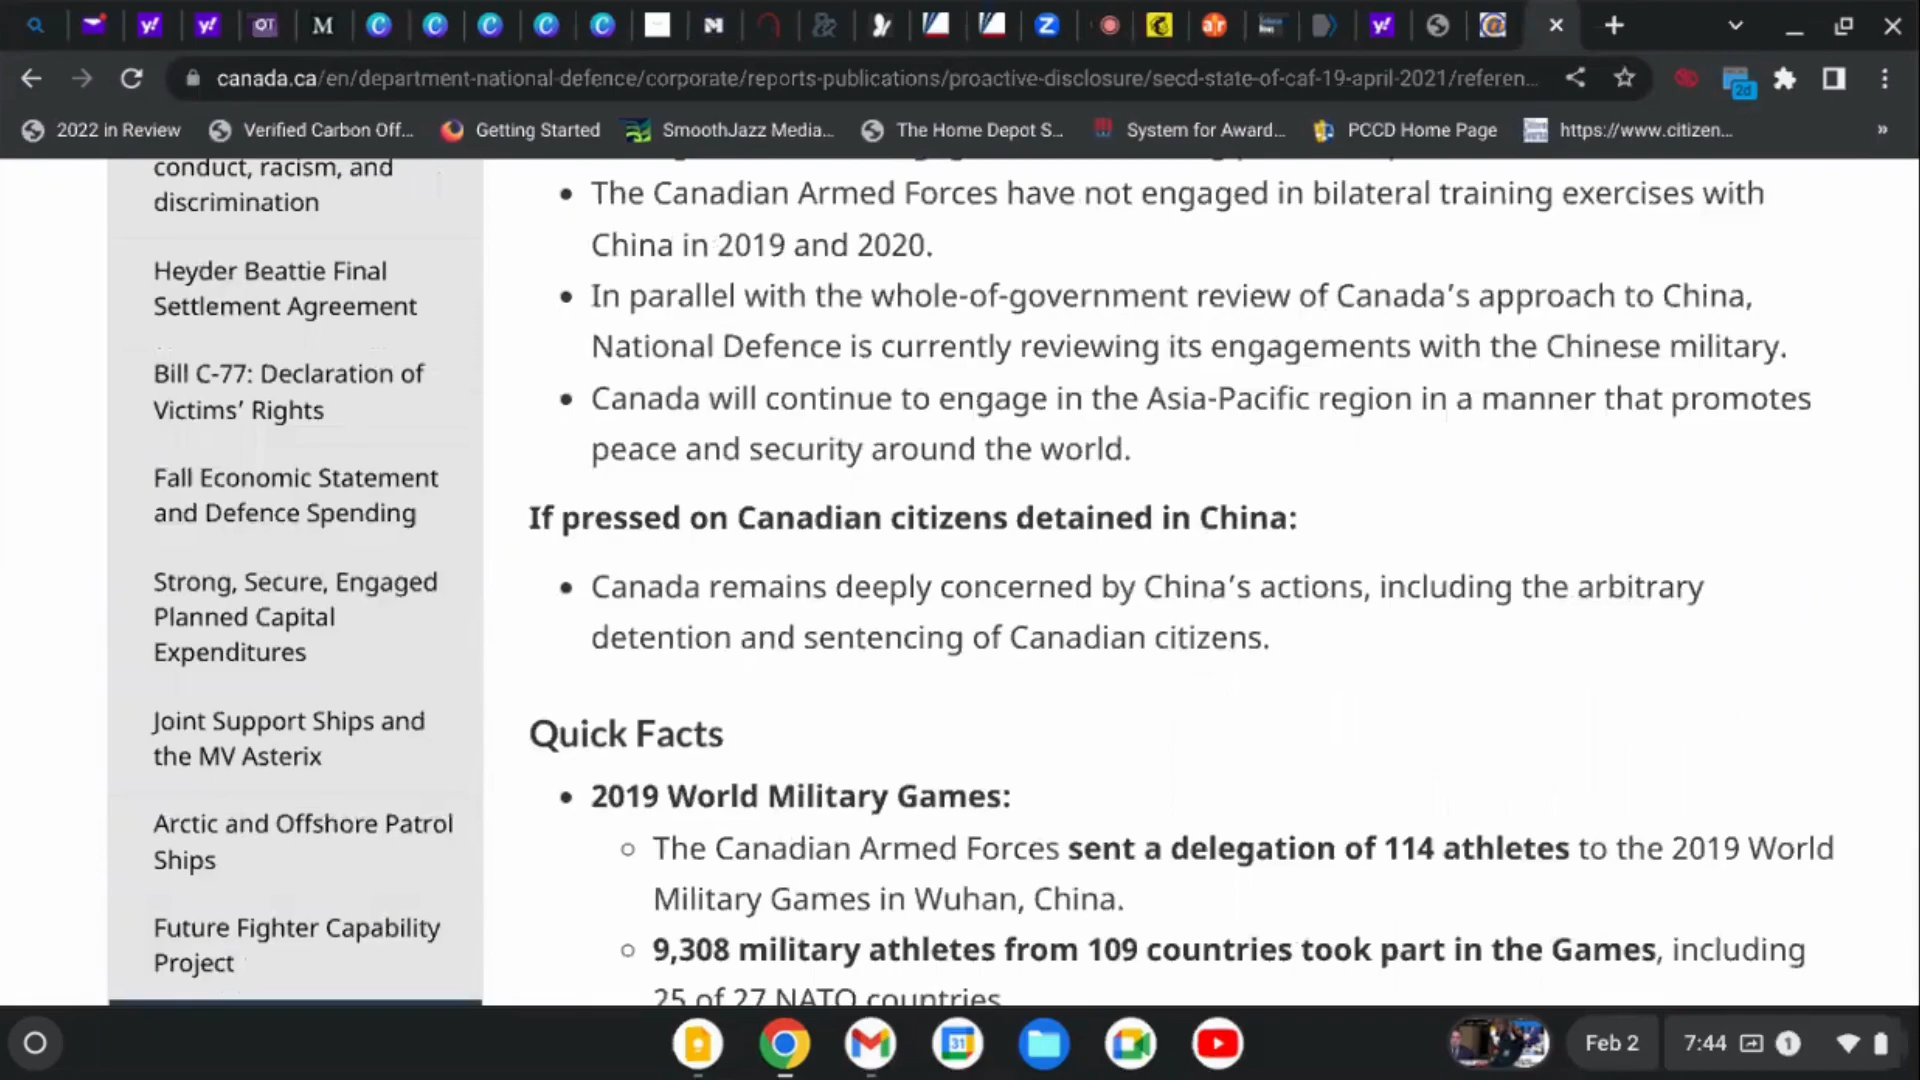 canada.ca/en/department-national-defence/corporate/reports-publications/proactive-disclosure/secd-state-of-caf-19-april-2021/referen...
2d
2022 in Review
Verified Carbon Off...
Getting Started
SmoothJazz Media...
The Home Depot S...
System for Award...
PCCD Home Page
https://www.citizen...
»
conduct, racism, and
discrimination
Heyder Beattie Final
Settlement Agreement
Bill C-77: Declaration of
Victims’ Rights
Fall Economic Statement
and Defence Spending
Strong, Secure, Engaged
Planned Capital
Expenditures
Joint Support Ships and
the MV Asterix
Arctic and Offshore Patrol
Ships
Future Fighter Capability
Project
• The Canadian Armed Forces have not engaged in bilateral training exercises with
China in 2019 and 2020.
• In parallel with the whole-of-government review of Canada’s approach to China,
National Defence is currently reviewing its engagements with the Chinese military.
• Canada will continue to engage in the Asia-Pacific region in a manner that promotes
peace and security around the world.
If pressed on Canadian citizens detained in China:
• Canada remains deeply concerned by China’s actions, including the arbitrary
detention and sentencing of Canadian citizens.
Quick Facts
• 2019 World Military Games:
◦ The Canadian Armed Forces sent a delegation of 114 athletes to the 2019 World
Military Games in Wuhan, China.
◦ 9,308 military athletes from 109 countries took part in the Games, including
25 of 27 NATO countries
31
Feb 2
7:44
1